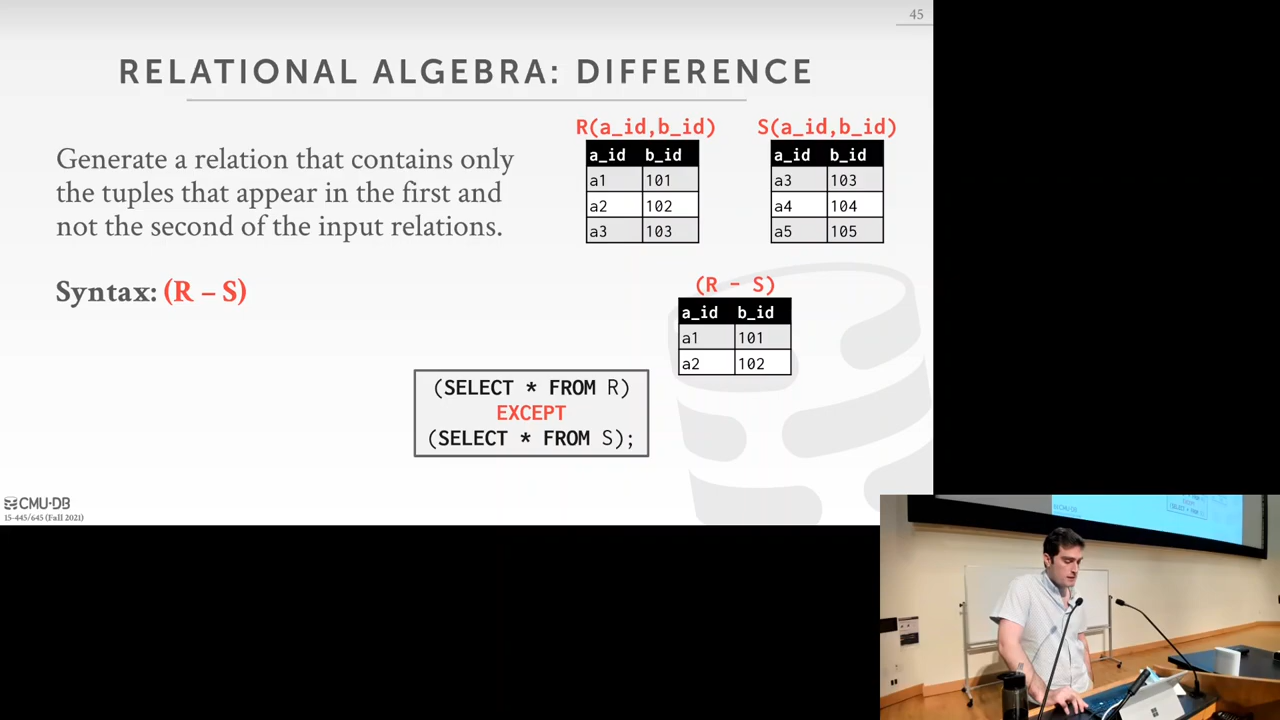 45
RELATIONAL ALGEBRA: DIFFERENCE
Generate a relation that contains only
the tuples that appear in the first and
not the second of the input relations.
Syntax: (R – S)
R(a_id,b_id)
a_id b_id
a1 101
a2 102
a3 103
S(a_id,b_id)
a_id b_id
a3 103
a4 104
a5 105
(R - S)
a_id b_id
a1 101
a2 102
(SELECT * FROM R)
EXCEPT
(SELECT * FROM S);
CMU·DB
15-445/645 (Fall 2021)